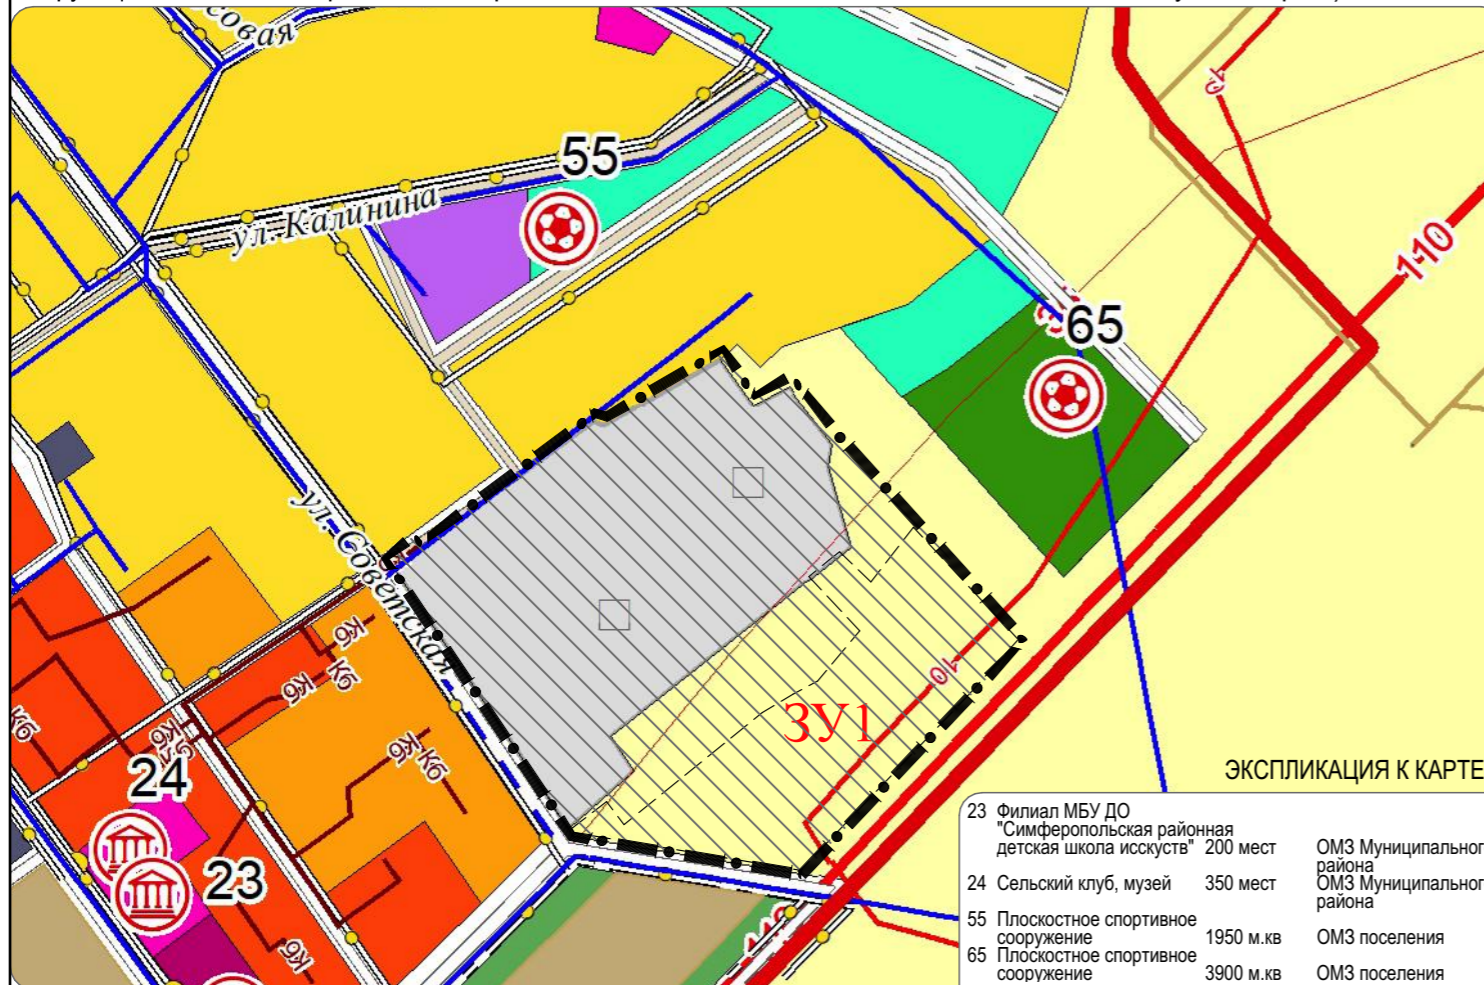 совая
55
ул. Калинина
10
110
65
ул. Советская
Кб
Кб
Кб
Кб
Кб
Кб
Кб
Кб
10
ЗУ1
24
23
ЭКСПЛИКАЦИЯ К КАРТЕ
23 Филиал МБУ ДО
"Симферопольская районная
детская школа исскуств" 200 мест ОМЗ Муниципальног
района
24 Сельский клуб, музей 350 мест ОМЗ Муниципальног
района
55 Плоскостное спортивное
сооружение 1950 м.кв ОМЗ поселения
65 Плоскостное спортивное
сооружение 3900 м.кв ОМЗ поселения